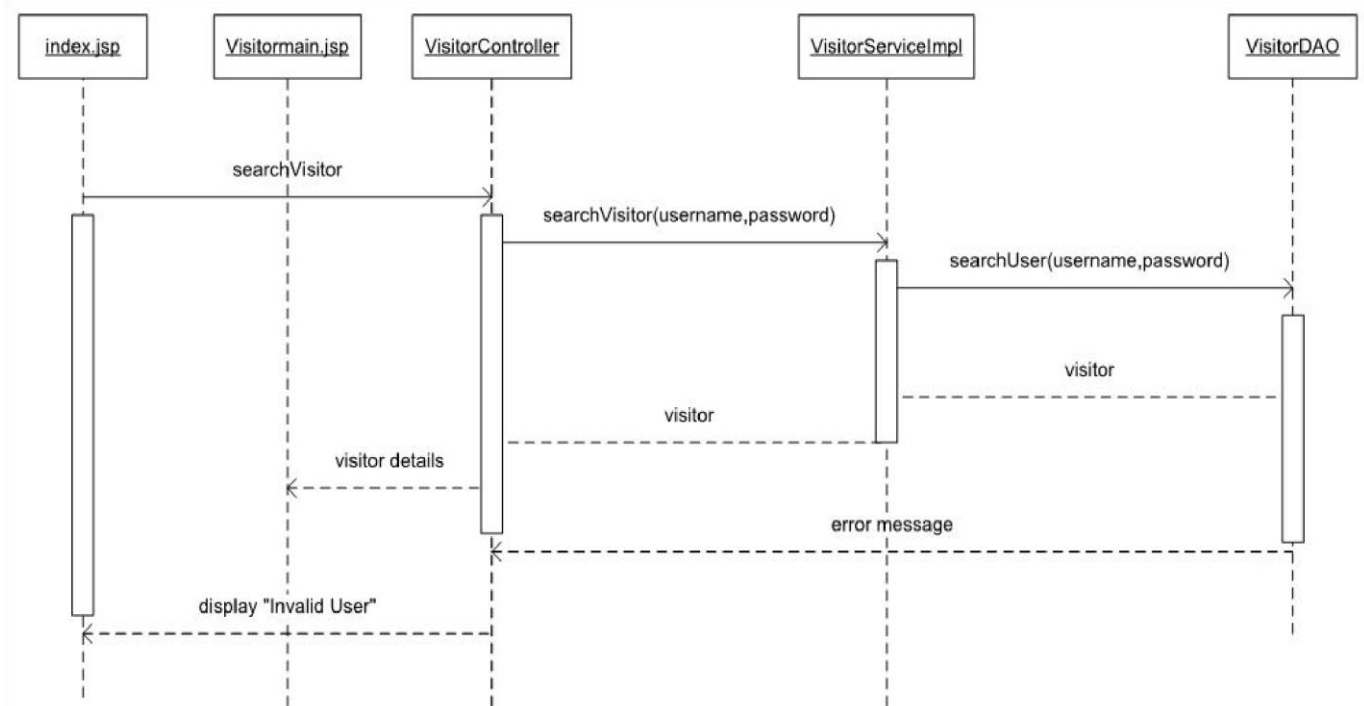 index.jsp
Visitormain.jsp
VisitorController
VisitorServiceImpl
VisitorDAO
searchVisitor
searchVisitor(username,password)
searchUser(username,password)
visitor
visitor
visitor details
error message
display "Invalid User"